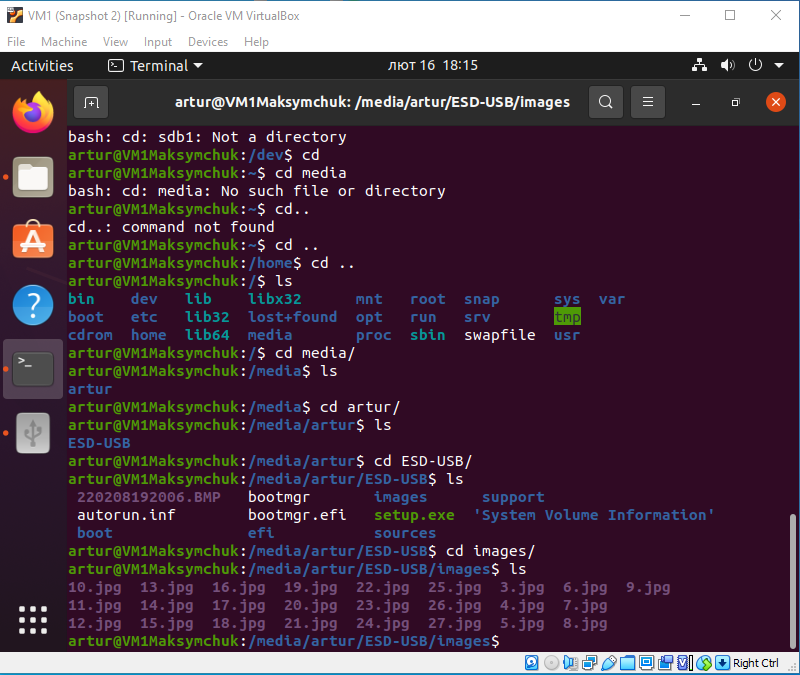 VM1 (Snapshot 2) [Running] - Oracle VM VirtualBox
File Machine View Input Devices Help
Activities Terminal лют 16 18:15
artur@VM1Maksymchuk: /media/artur/ESD-USB/images
bash: cd: sdb1: Not a directory
artur@VM1Maksymchuk:/dev$ cd
artur@VM1Maksymchuk:~$ cd media
bash: cd: media: No such file or directory
artur@VM1Maksymchuk:~$ cd..
cd..: command not found
artur@VM1Maksymchuk:~$ cd ..
artur@VM1Maksymchuk:/home$ cd ..
artur@VM1Maksymchuk:/$ ls
bin dev lib libx32 mnt root snap sys var
boot etc lib32 lost+found opt run srv tmp
cdrom home lib64 media proc sbin swapfile usr
artur@VM1Maksymchuk:/$ cd media/
artur@VM1Maksymchuk:/media$ ls
artur
artur@VM1Maksymchuk:/media$ cd artur/
artur@VM1Maksymchuk:/media/artur$ ls
ESD-USB
artur@VM1Maksymchuk:/media/artur$ cd ESD-USB/
artur@VM1Maksymchuk:/media/artur/ESD-USB$ ls
220208192006.BMP bootmgr images support
autorun.inf bootmgr.efi setup.exe 'System Volume Information'
boot efi sources
artur@VM1Maksymchuk:/media/artur/ESD-USB$ cd images/
artur@VM1Maksymchuk:/media/artur/ESD-USB/images$ ls
10.jpg 13.jpg 16.jpg 19.jpg 22.jpg 25.jpg 3.jpg 6.jpg 9.jpg
11.jpg 14.jpg 17.jpg 20.jpg 23.jpg 26.jpg 4.jpg 7.jpg
12.jpg 15.jpg 18.jpg 21.jpg 24.jpg 27.jpg 5.jpg 8.jpg
artur@VM1Maksymchuk:/media/artur/ESD-USB/images$
Right Ctrl